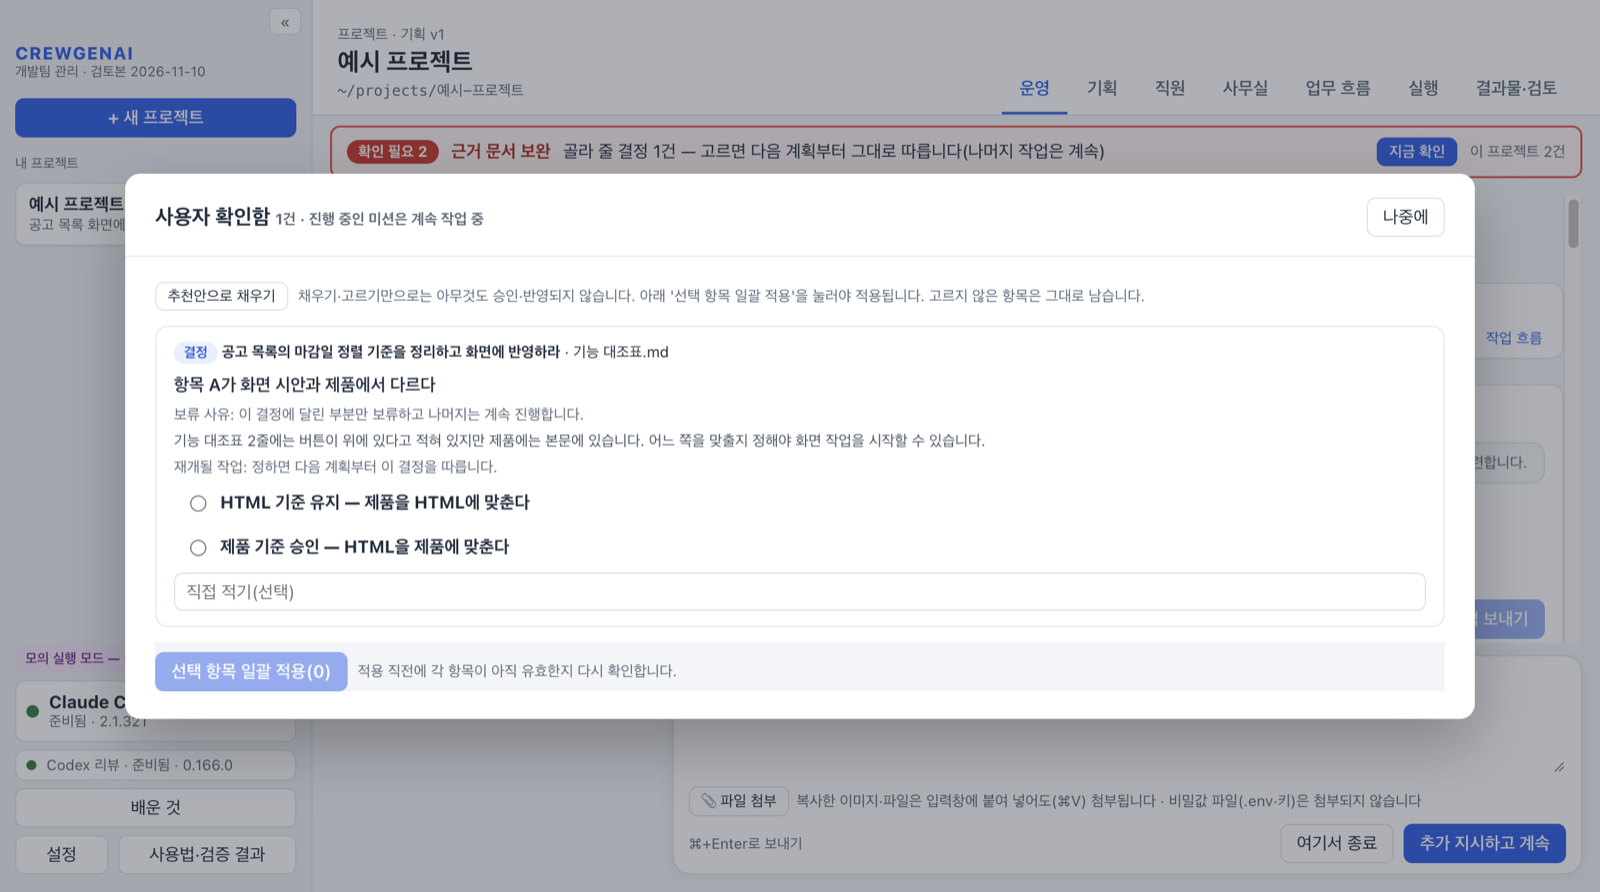 «
CREWGENAI
개발팀 관리 · 검토본 2026-11-10
+ 새 프로젝트
내 프로젝트
예시 프로젝트
공고 목록 화면에
프로젝트 · 기획 v1
예시 프로젝트
~/projects/예시-프로젝트
운영 기획 직원 사무실 업무 흐름 실행 결과물·검토
확인 필요 2 근거 문서 보완 골라 줄 결정 1건 — 고르면 다음 계획부터 그대로 따릅니다(나머지 작업은 계속) 지금 확인 이 프로젝트 2건
사용자 확인함 1건 · 진행 중인 미션은 계속 작업 중 나중에
추천안으로 채우기 채우기·고르기만으로는 아무것도 승인·반영되지 않습니다. 아래 '선택 항목 일괄 적용'을 눌러야 적용됩니다. 고르지 않은 항목은 그대로 남습니다.
결정 공고 목록의 마감일 정렬 기준을 정리하고 화면에 반영하라 · 기능 대조표.md
항목 A가 화면 시안과 제품에서 다르다
보류 사유: 이 결정에 달린 부분만 보류하고 나머지는 계속 진행합니다.
기능 대조표 2줄에는 버튼이 위에 있다고 적혀 있지만 제품에는 본문에 있습니다. 어느 쪽을 맞출지 정해야 화면 작업을 시작할 수 있습니다.
재개될 작업: 정하면 다음 계획부터 이 결정을 따릅니다.
HTML 기준 유지 — 제품을 HTML에 맞춘다
제품 기준 승인 — HTML을 제품에 맞춘다
직접 적기(선택)
선택 항목 일괄 적용(0) 적용 직전에 각 항목이 아직 유효한지 다시 확인합니다.
작업 흐름
련합니다.
보내기
모의 실행 모드 —
Claude C
준비됨 · 2.1.321
Codex 리뷰 · 준비됨 · 0.166.0
배운 것
설정 사용법·검증 결과
파일 첨부 복사한 이미지·파일은 입력창에 붙여 넣어도(⌘V) 첨부됩니다 · 비밀값 파일(.env·키)은 첨부되지 않습니다
⌘+Enter로 보내기 여기서 종료 추가 지시하고 계속